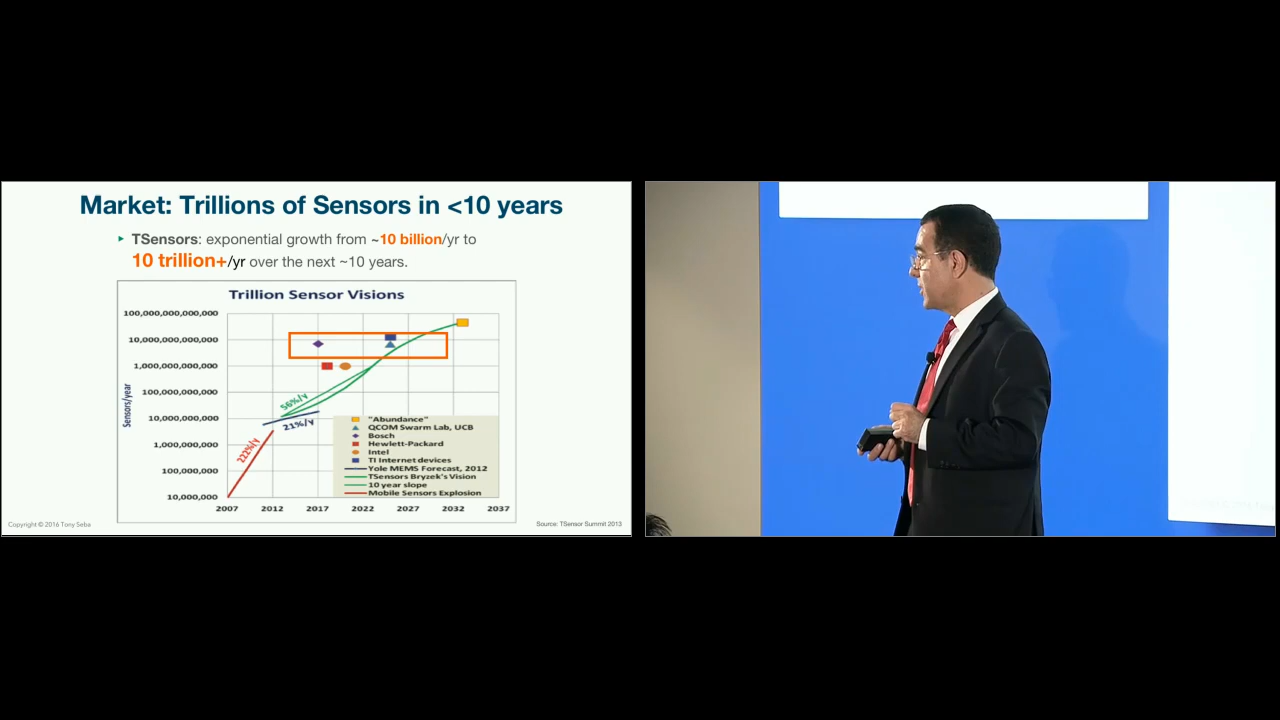 Market: Trillions of Sensors in <10 years
▸ TSensors: exponential growth from ~10 billion/yr to
10 trillion+/yr over the next ~10 years.
Trillion Sensor Visions
100,000,000,000,000
10,000,000,000,000
1,000,000,000,000
100,000,000,000
10,000,000,000
1,000,000,000
100,000,000
10,000,000
Sensors/year
56%/y
21%/y
222%/y
"Abundance"
QCOM Swarm Lab, UCB
Bosch
Hewlett-Packard
Intel
TI Internet devices
Yole MEMS Forecast, 2012
TSensors Bryzek's Vision
10 year slope
Mobile Sensors Explosion
2007 2012 2017 2022 2027 2032 2037
Copyright © 2016 Tony Seba
Source: TSensor Summit 2013